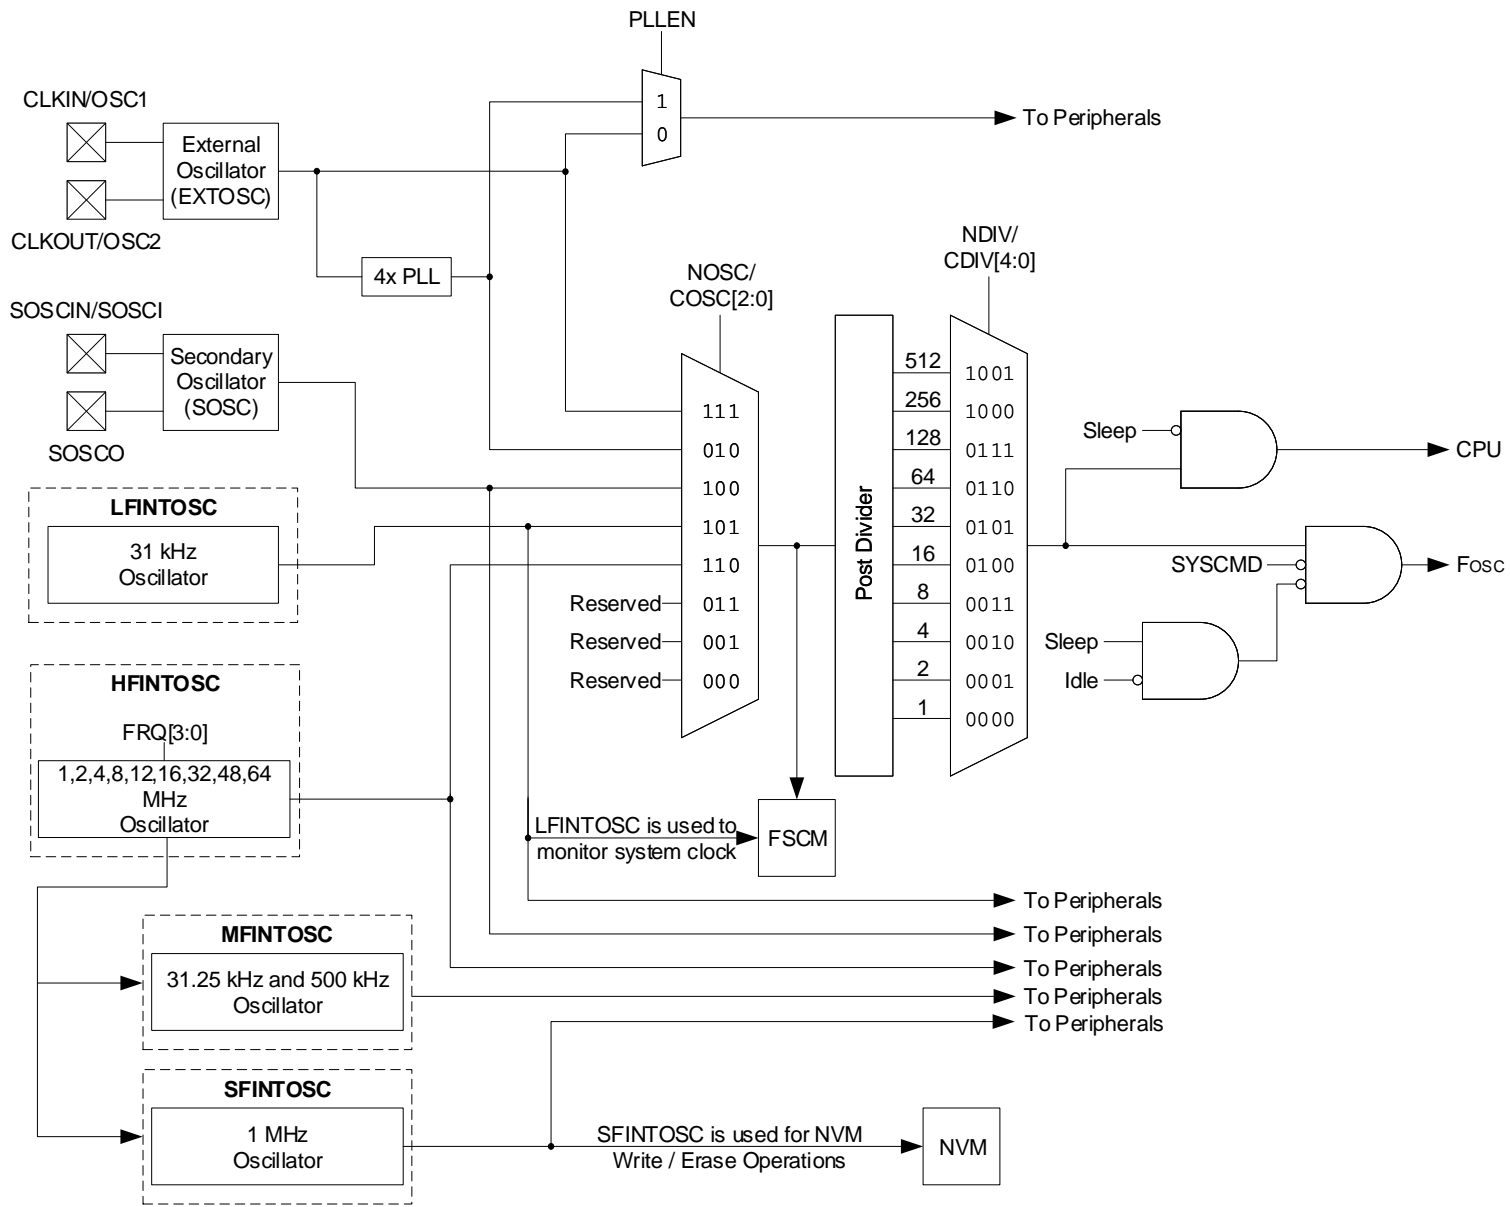 PLLEN
1
0
To Peripherals
CLKIN/OSC1
External
Oscillator
(EXTOSC)
CLKOUT/OSC2
4x PLL
SOSCIN/SOSCI
Secondary
Oscillator
(SOSC)
SOSCO
LFINTOSC
31 kHz
Oscillator
HFINTOSC
FRQ[3:0]
1,2,4,8,12,16,32,48,64
MHz
Oscillator
MFINTOSC
31.25 kHz and 500 kHz
Oscillator
SFINTOSC
1 MHz
Oscillator
NOSC/
COSC[2:0]
111
010
100
101
110
Reserved 011
Reserved 001
Reserved 000
Post Divider
NDIV/
CDIV[4:0]
512 1001
256 1000
128 0111
64 0110
32 0101
16 0100
8 0011
4 0010
2 0001
1 0000
Sleep
CPU
SYSCMD
FOSC
Sleep
Idle
LFINTOSC is used to
monitor system clock
FSCM
To Peripherals
To Peripherals
To Peripherals
To Peripherals
To Peripherals
SFINTOSC is used for NVM
Write / Erase Operations
NVM